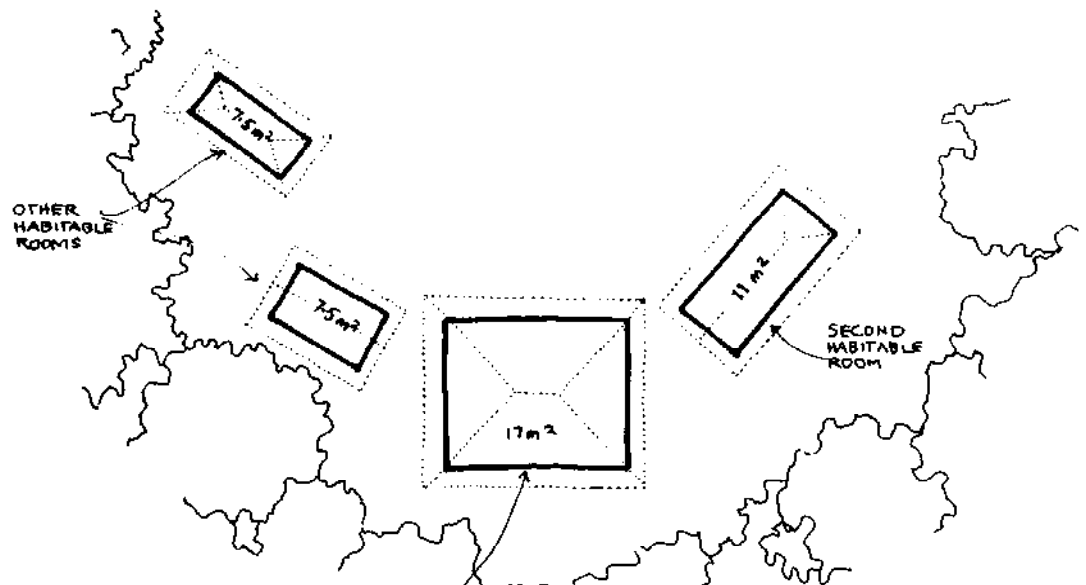 7.5m²
OTHER
HABITABLE
ROOMS
7.5m²
11 m²
SECOND
HABITABLE
ROOM
17m²